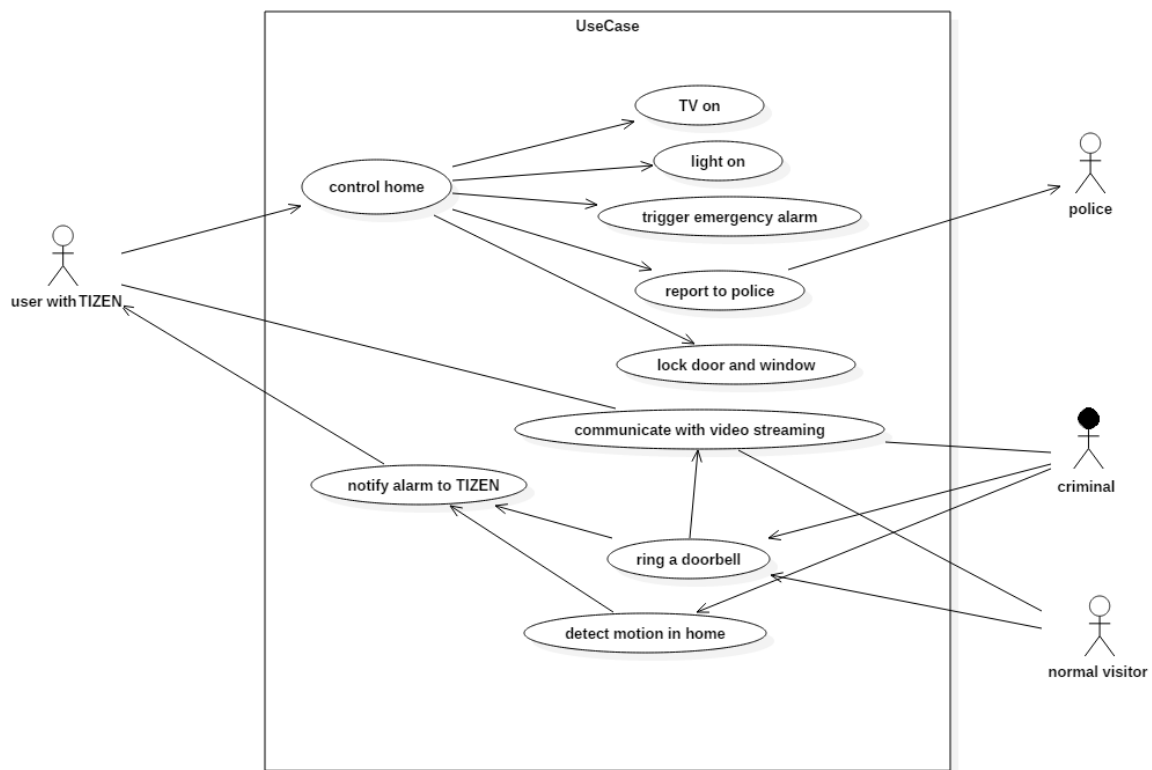 UseCase
TV on
light on
control home
trigger emergency alarm
police
report to police
user with TIZEN
lock door and window
communicate with video streaming
notify alarm to TIZEN
criminal
ring a doorbell
detect motion in home
normal visitor